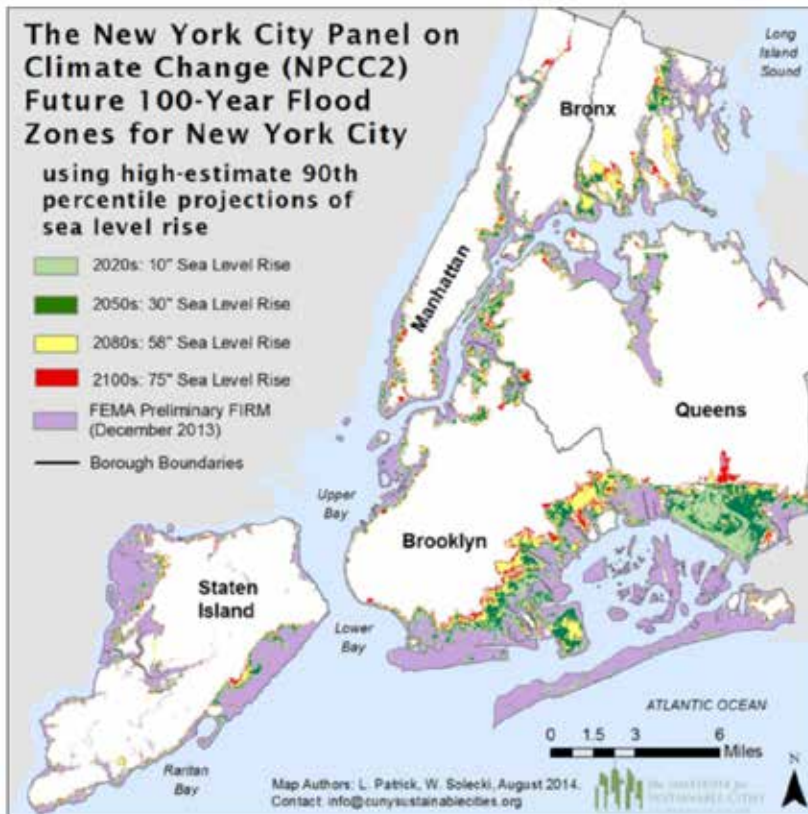 The New York City Panel on
Climate Change (NPCC2)
Future 100-Year Flood
Zones for New York City
using high-estimate 90th
percentile projections of
sea level rise
2020s: 10" Sea Level Rise
2050s: 30" Sea Level Rise
2080s: 58" Sea Level Rise
2100s: 75" Sea Level Rise
FEMA Preliminary FIRM
(December 2013)
Borough Boundaries
Long
Island
Sound
Bronx
Manhattan
Queens
Upper
Bay
Brooklyn
Staten
Island
Lower
Bay
Raritan
Bay
ATLANTIC OCEAN
0 1.5 3 6
Miles
N
Map Authors: L. Patrick, W. Solecki, August 2014.
Contact: info@cunysustainablecities.org
SUSTAINABLE CITIES